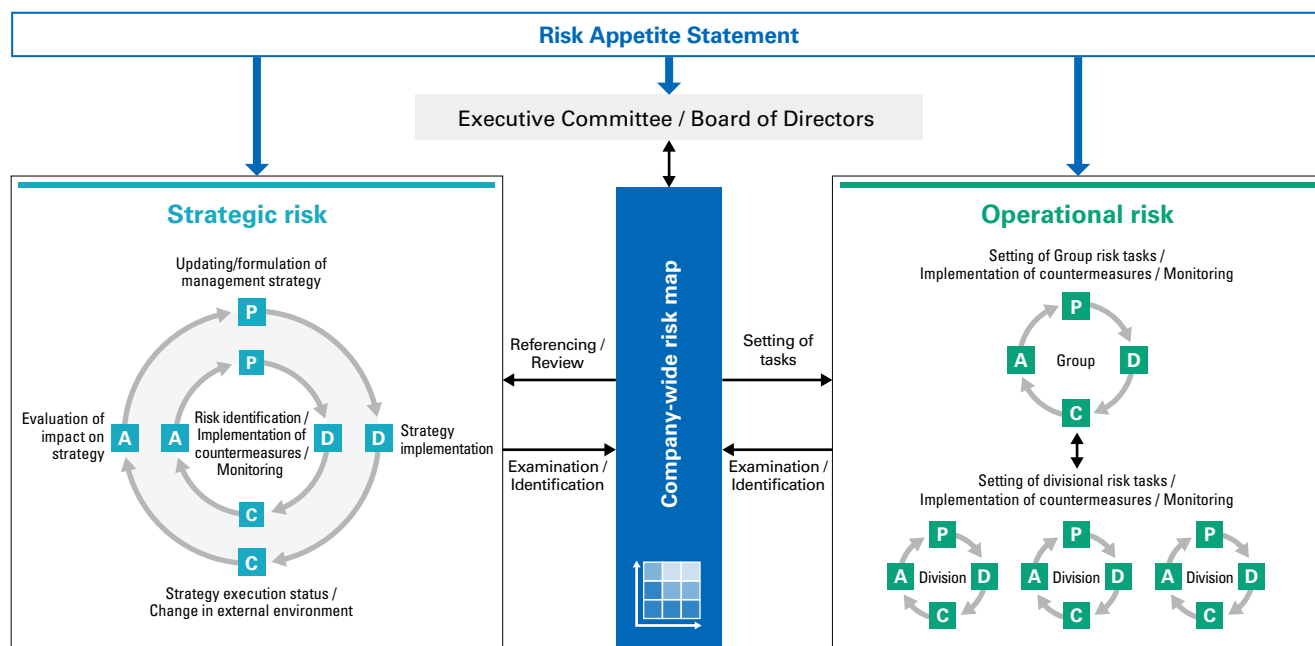 Risk Appetite Statement
Executive Committee / Board of Directors
Strategic risk
Updating/formulation of
management strategy
P
P
Evaluation of
impact on
strategy
A
A
Risk identification /
Implementation of
countermeasures /
Monitoring
D
D
Strategy
implementation
C
C
Strategy execution status /
Change in external environment
Referencing /
Review
Examination /
Identification
Company-wide risk map
Setting of
tasks
Examination /
Identification
Operational risk
Setting of Group risk tasks /
Implementation of countermeasures / Monitoring
P
A
Group
D
C
Setting of divisional risk tasks /
Implementation of countermeasures / Monitoring
P
A
Division
D
C
P
A
Division
D
C
P
A
Division
D
C